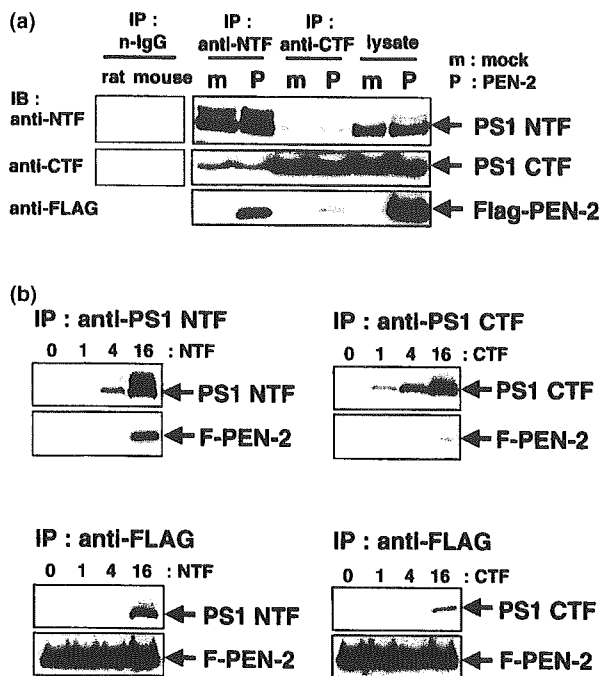 (a)
IP : n-IgG
IP : anti-NTF
IP : anti-CTF
lysate
rat mouse
m P m P m P
m : mock
P : PEN-2
IB :
anti-NTF
PS1 NTF
anti-CTF
PS1 CTF
anti-FLAG
Flag-PEN-2
(b)
IP : anti-PS1 NTF
0 1 4 16 : NTF
PS1 NTF
F-PEN-2
IP : anti-PS1 CTF
0 1 4 16 : CTF
PS1 CTF
F-PEN-2
IP : anti-FLAG
0 1 4 16 : NTF
PS1 NTF
F-PEN-2
IP : anti-FLAG
0 1 4 16 : CTF
PS1 CTF
F-PEN-2